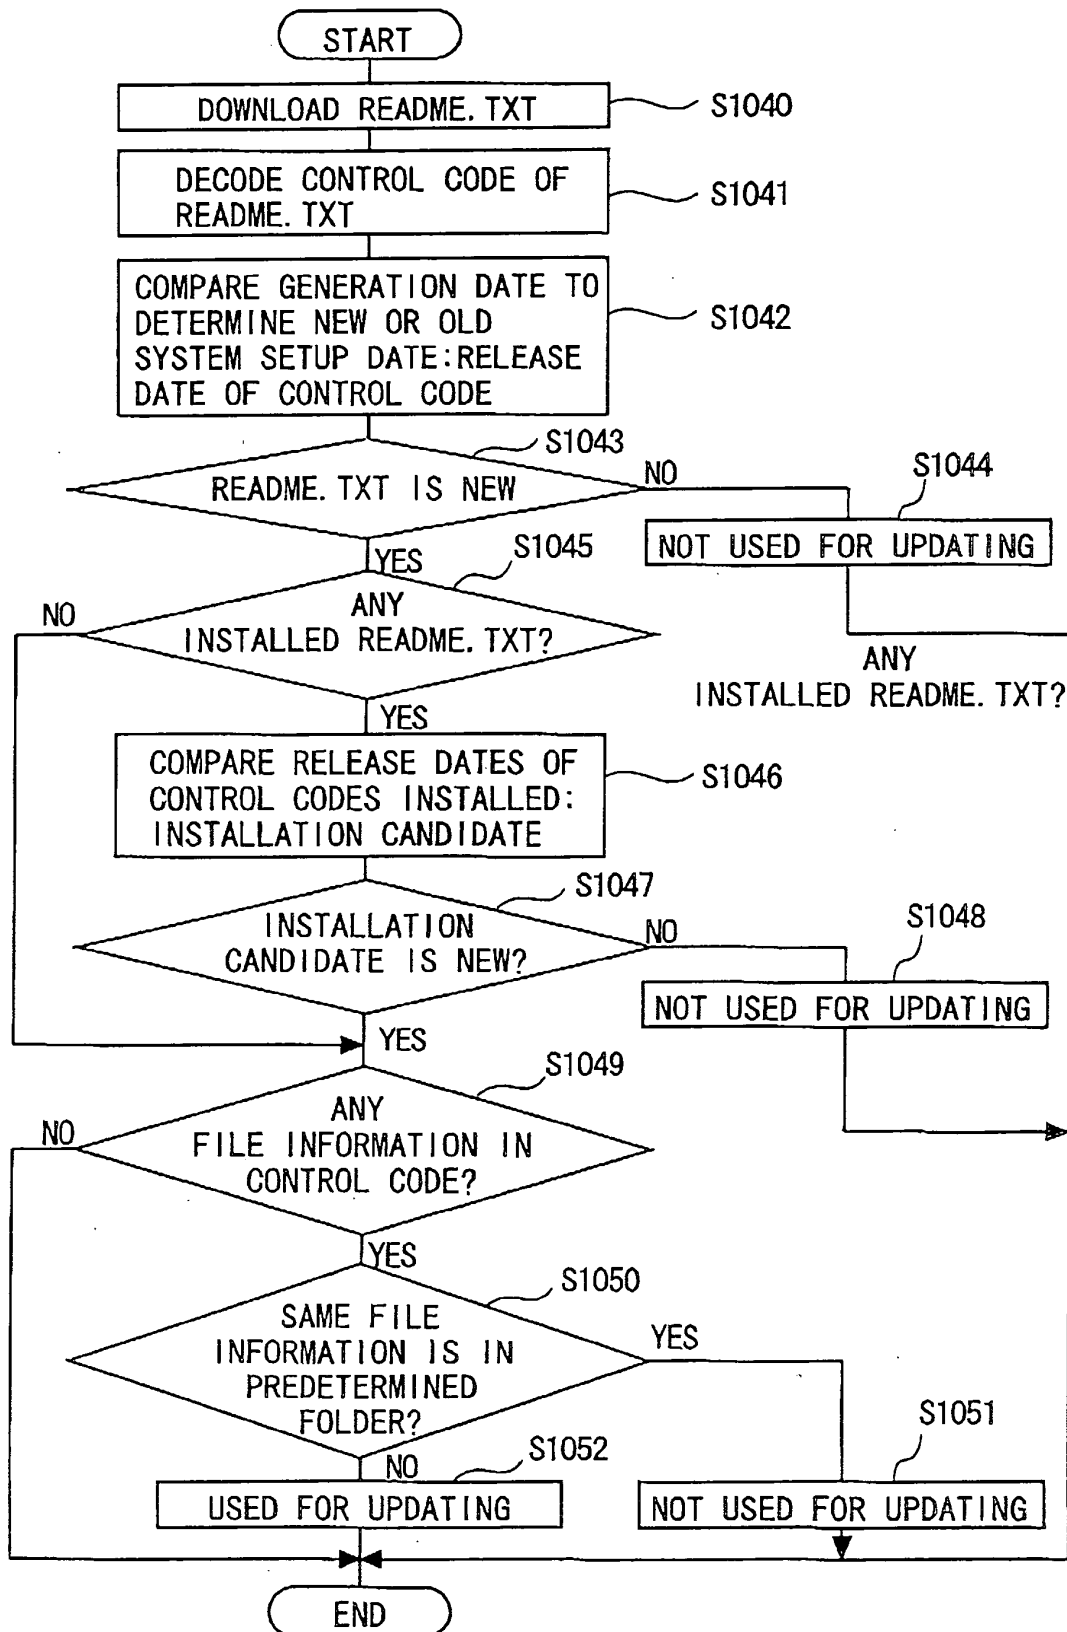 START
DOWNLOAD README.TXT
S1040
DECODE CONTROL CODE OF
README.TXT
S1041
COMPARE GENERATION DATE TO
DETERMINE NEW OR OLD
SYSTEM SETUP DATE:RELEASE
DATE OF CONTROL CODE
S1042
S1043
README.TXT IS NEW
NO
S1044
NOT USED FOR UPDATING
YES
S1045
NO
ANY
INSTALLED README.TXT?
ANY
INSTALLED README.TXT?
YES
COMPARE RELEASE DATES OF
CONTROL CODES INSTALLED:
INSTALLATION CANDIDATE
S1046
S1047
INSTALLATION
CANDIDATE IS NEW?
NO
S1048
NOT USED FOR UPDATING
YES
S1049
NO
ANY
FILE INFORMATION IN
CONTROL CODE?
YES
S1050
SAME FILE
INFORMATION IS IN
PREDETERMINED
FOLDER?
YES
S1051
NO
S1052
USED FOR UPDATING
NOT USED FOR UPDATING
END